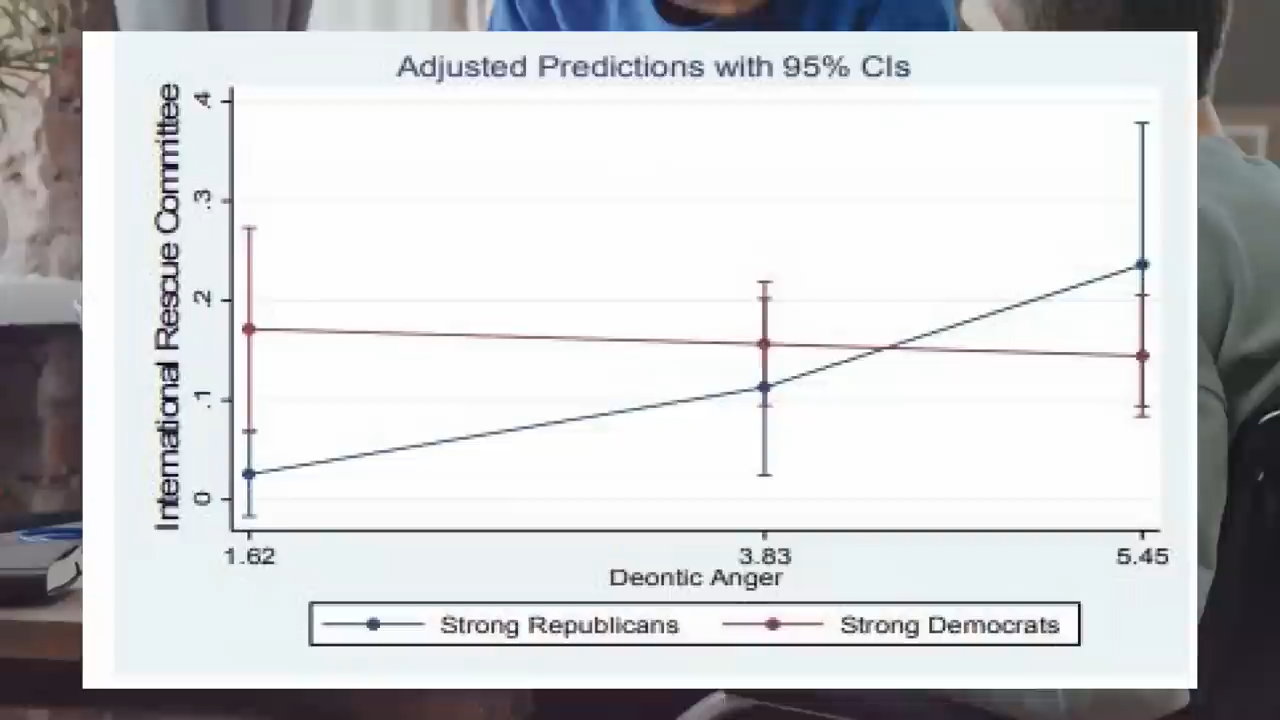 Adjusted Predictions with 95% CIs
International Rescue Committee
.4
.3
.2
.1
0
1.62 3.83 5.45
Deontic Anger
Strong Republicans Strong Democrats